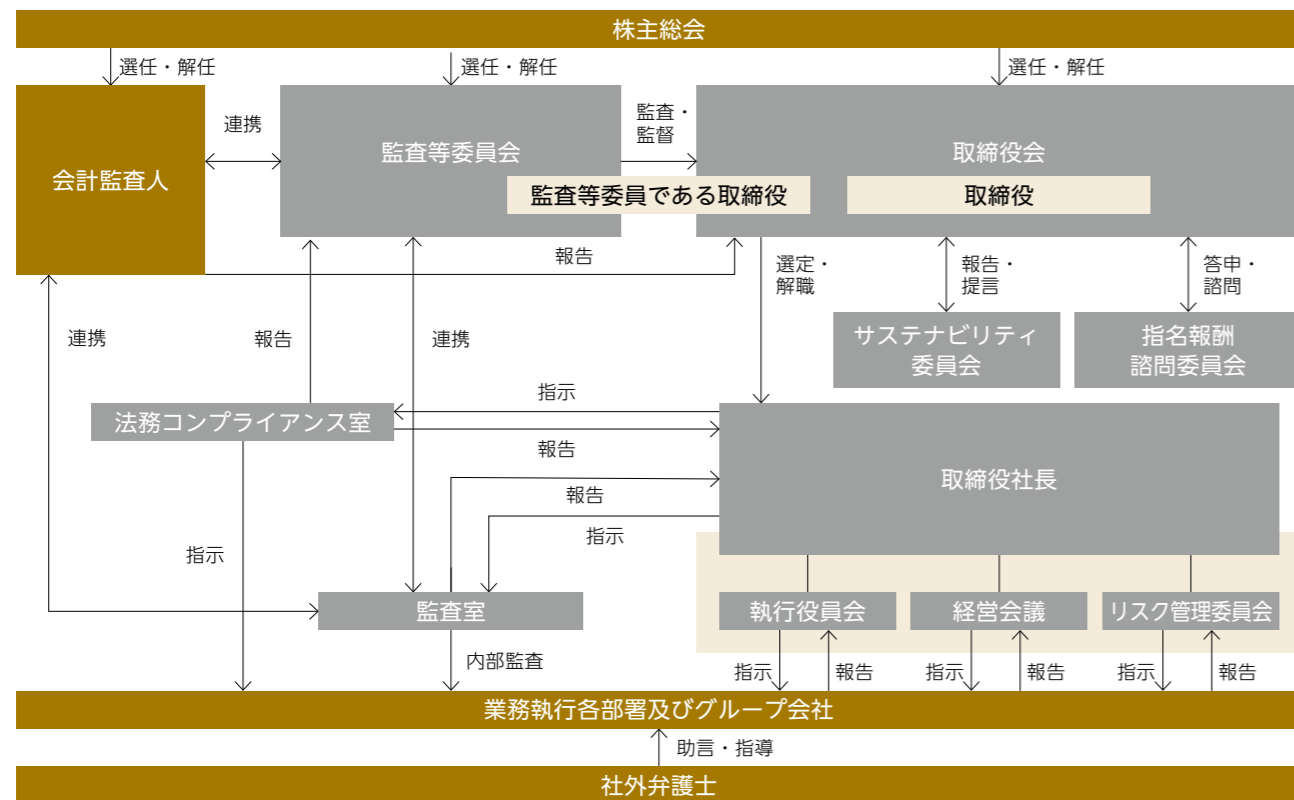 株主総会
選任・解任
選任・解任
選任・解任
会計監査人
連携
監査等委員会
監査・
監督
取締役会
監査等委員である取締役
取締役
報告
選定・
解職
報告・
提言
答申・
諮問
連携
報告
連携
サステナビリティ
委員会
指名報酬
諮問委員会
指示
法務コンプライアンス室
報告
取締役社長
報告
指示
指示
監査室
執行役員会
経営会議
リスク管理委員会
内部監査
指示
報告
指示
報告
指示
報告
業務執行各部署及びグループ会社
助言・指導
社外弁護士